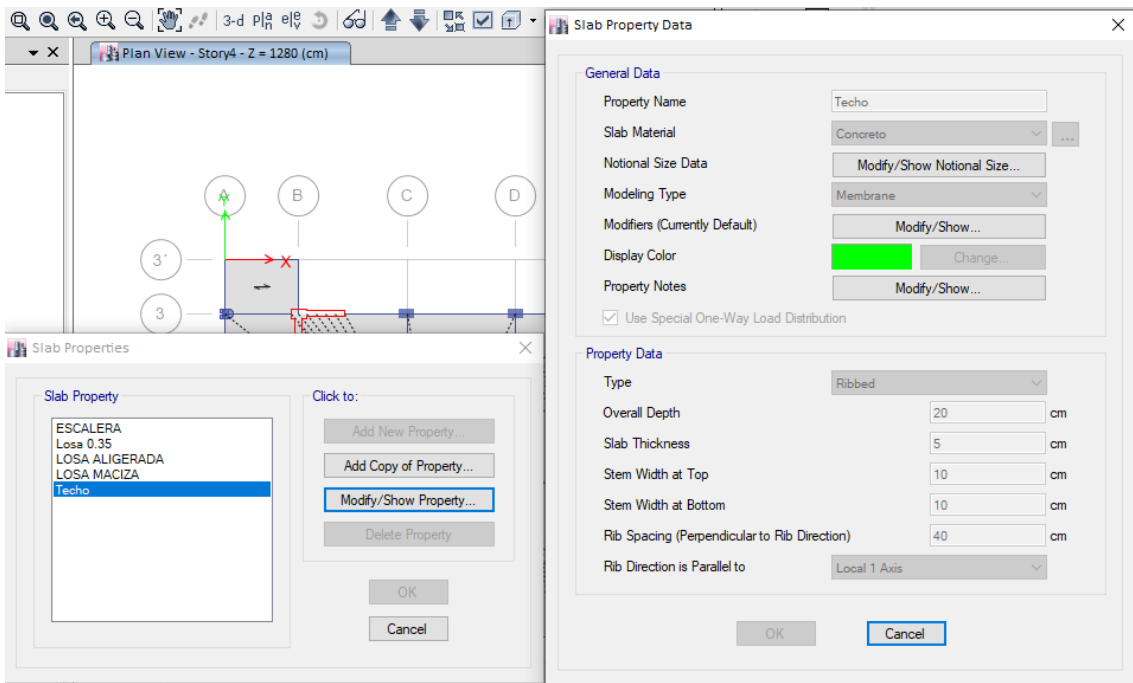 3-d
Plan
elev
Plan View - Story4 - Z = 1280 (cm)
A
B
C
D
3´
X
3
Slab Properties
Slab Property
ESCALERA
Losa 0.35
LOSA ALIGERADA
LOSA MACIZA
Techo
Click to:
Add New Property...
Add Copy of Property...
Modify/Show Property...
Delete Property
OK
Cancel
Slab Property Data
General Data
Property Name Techo
Slab Material Concreto ...
Notional Size Data Modify/Show Notional Size...
Modeling Type Membrane
Modifiers (Currently Default) Modify/Show...
Display Color Change...
Property Notes Modify/Show...
Use Special One-Way Load Distribution
Property Data
Type Ribbed
Overall Depth 20 cm
Slab Thickness 5 cm
Stem Width at Top 10 cm
Stem Width at Bottom 10 cm
Rib Spacing (Perpendicular to Rib Direction) 40 cm
Rib Direction is Parallel to Local 1 Axis
OK
Cancel